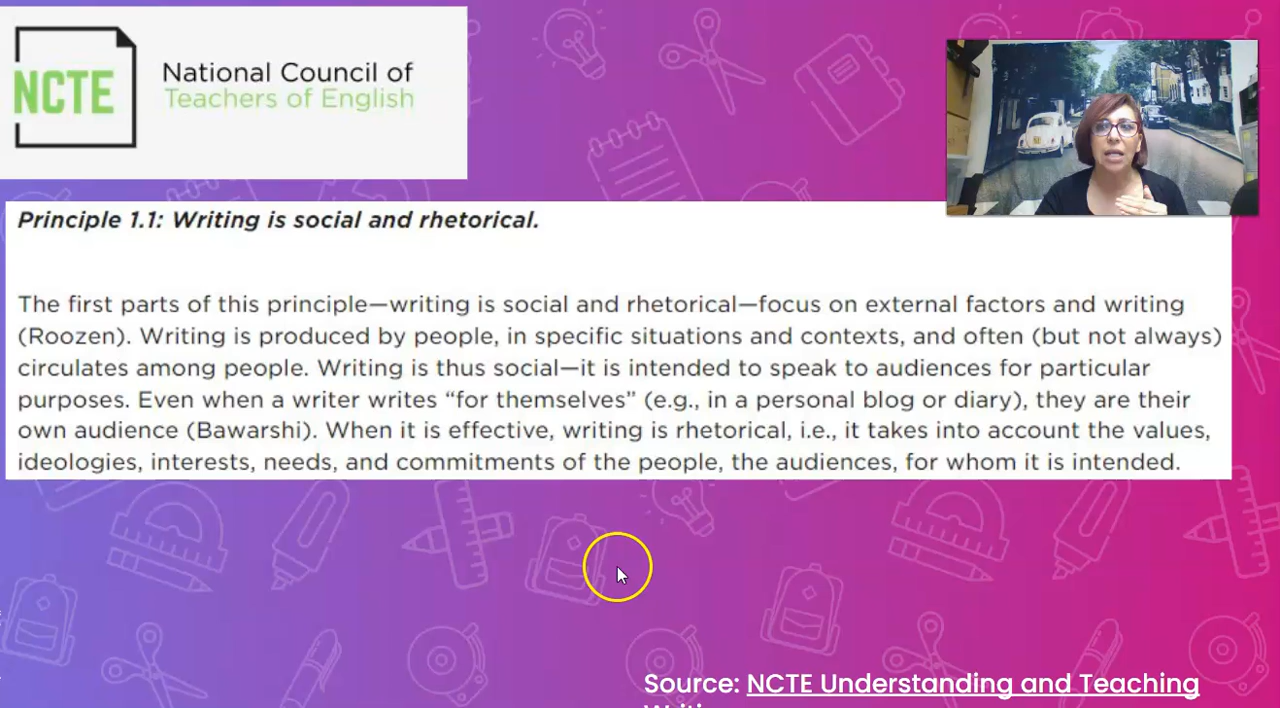 NCTE
National Council of
Teachers of English
Principle 1.1: Writing is social and rhetorical.
The first parts of this principle—writing is social and rhetorical—focus on external factors and writing
(Roozen). Writing is produced by people, in specific situations and contexts, and often (but not always)
circulates among people. Writing is thus social—it is intended to speak to audiences for particular
purposes. Even when a writer writes “for themselves” (e.g., in a personal blog or diary), they are their
own audience (Bawarshi). When it is effective, writing is rhetorical, i.e., it takes into account the values,
ideologies, interests, needs, and commitments of the people, the audiences, for whom it is intended.
Source: NCTE Understanding and Teaching